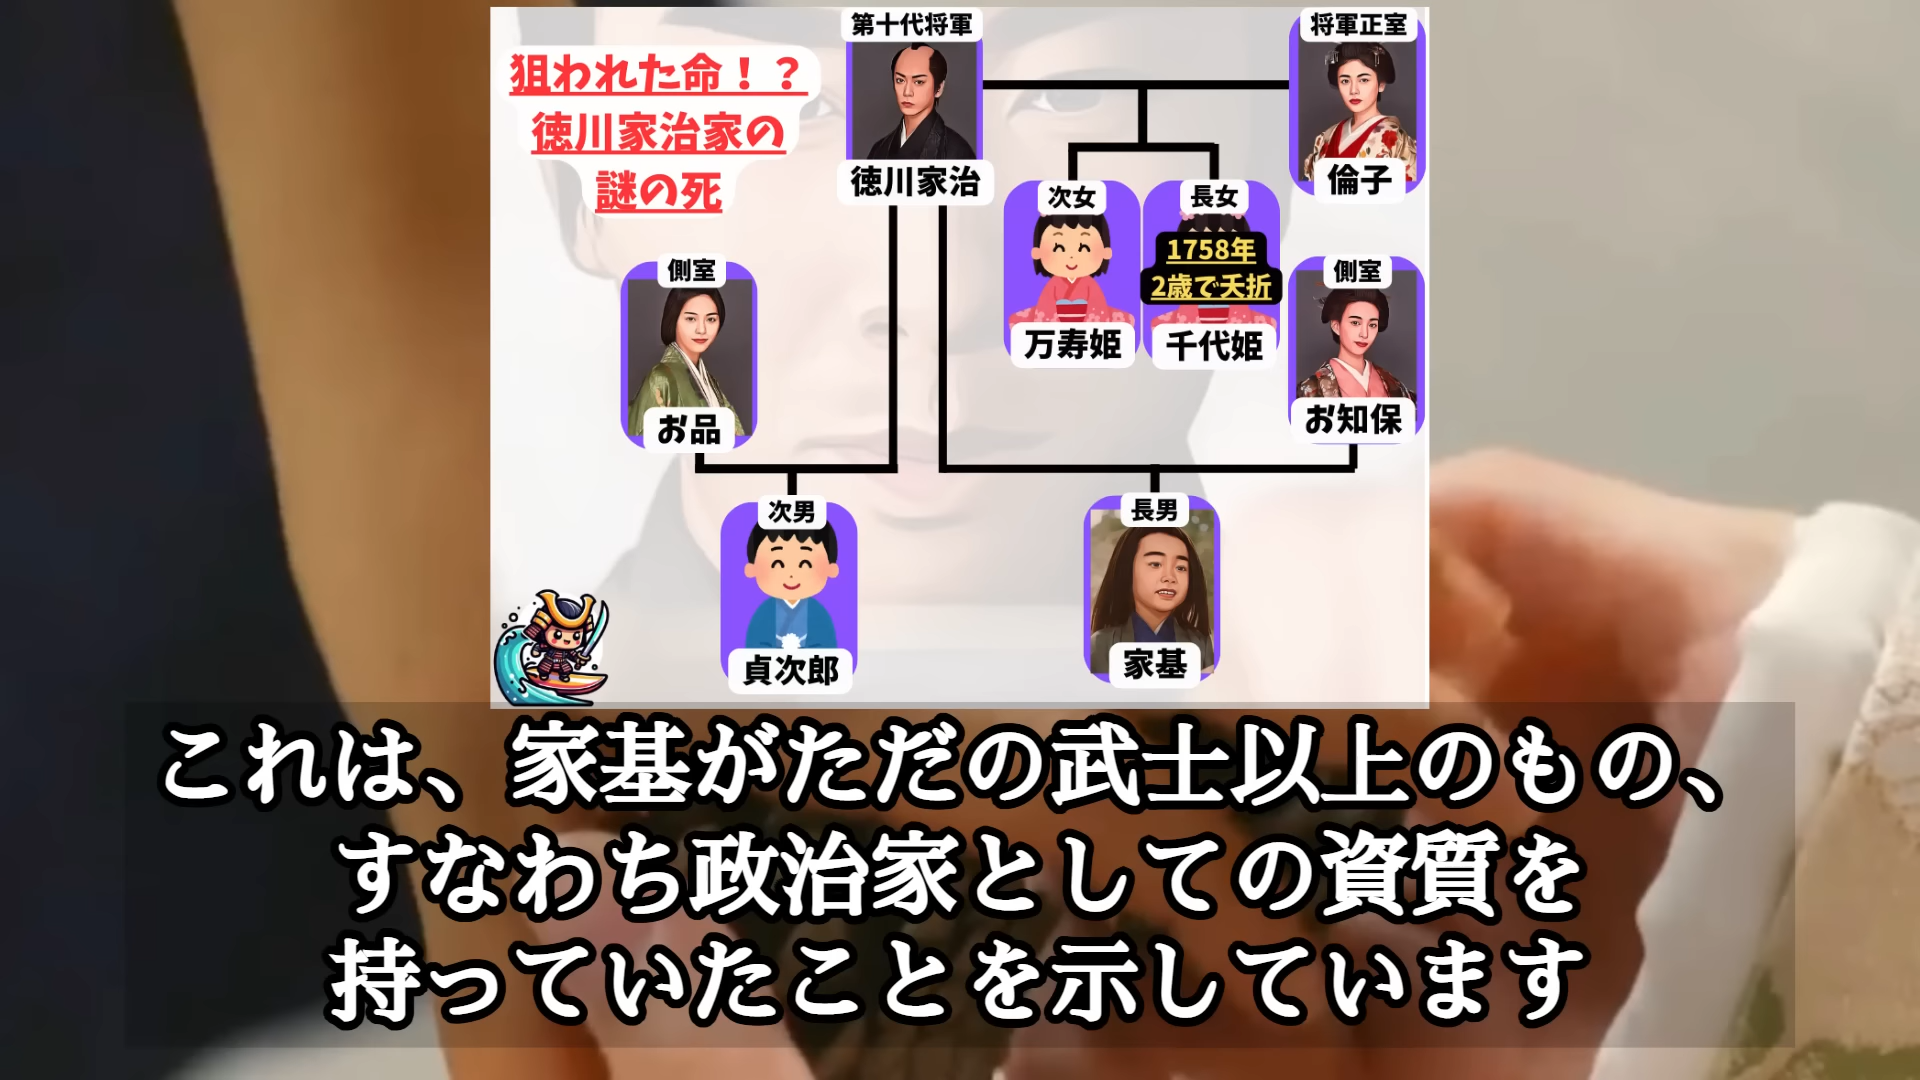 狙われた命！？
徳川家治家の
謎の死
第十代将軍
徳川家治
将軍正室
倫子
次女
万寿姫
長女
1758年
2歳で夭折
千代姫
側室
お品
側室
お知保
次男
貞次郎
長男
家基
これは、家基がただの武士以上のもの、
すなわち政治家としての資質を
持っていたことを示しています